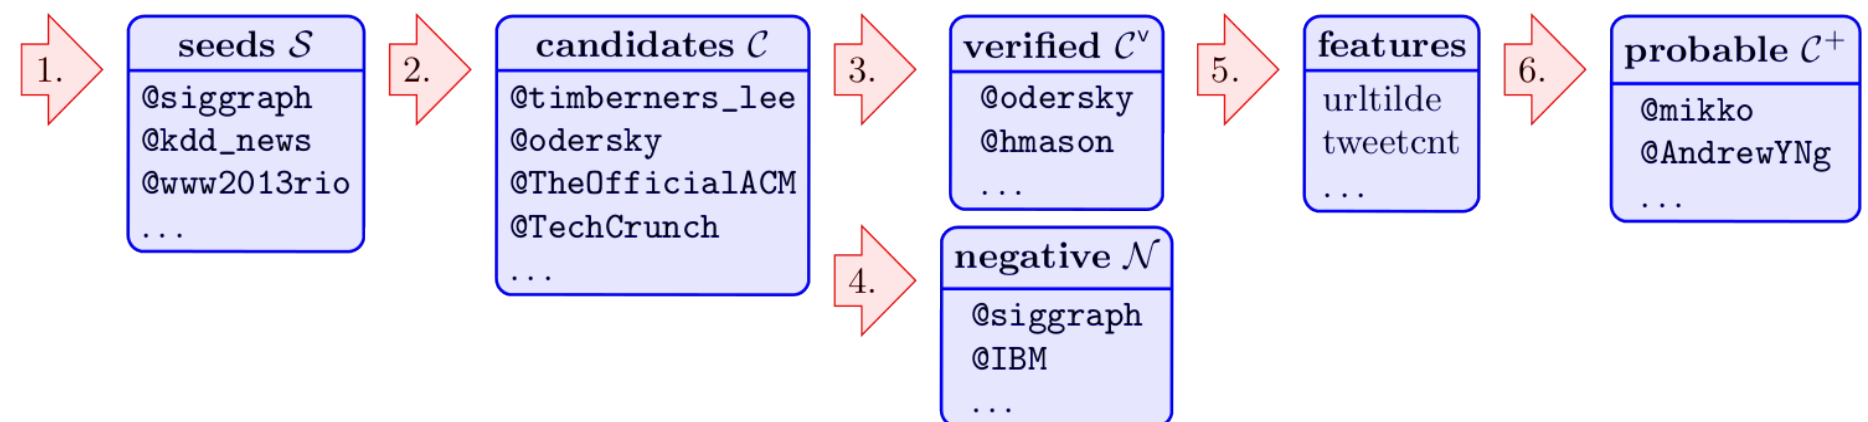 1.
seeds 𝒮
@siggraph
@kdd_news
@www2013rio
...
2.
candidates 𝒞
@timberners_lee
@odersky
@TheOfficialACM
@TechCrunch
...
3.
verified 𝒞ᵛ
@odersky
@hmason
...
4.
negative 𝒩
@siggraph
@IBM
...
5.
features
urltilde
tweetcnt
...
6.
probable 𝒞⁺
@mikko
@AndrewYNg
...